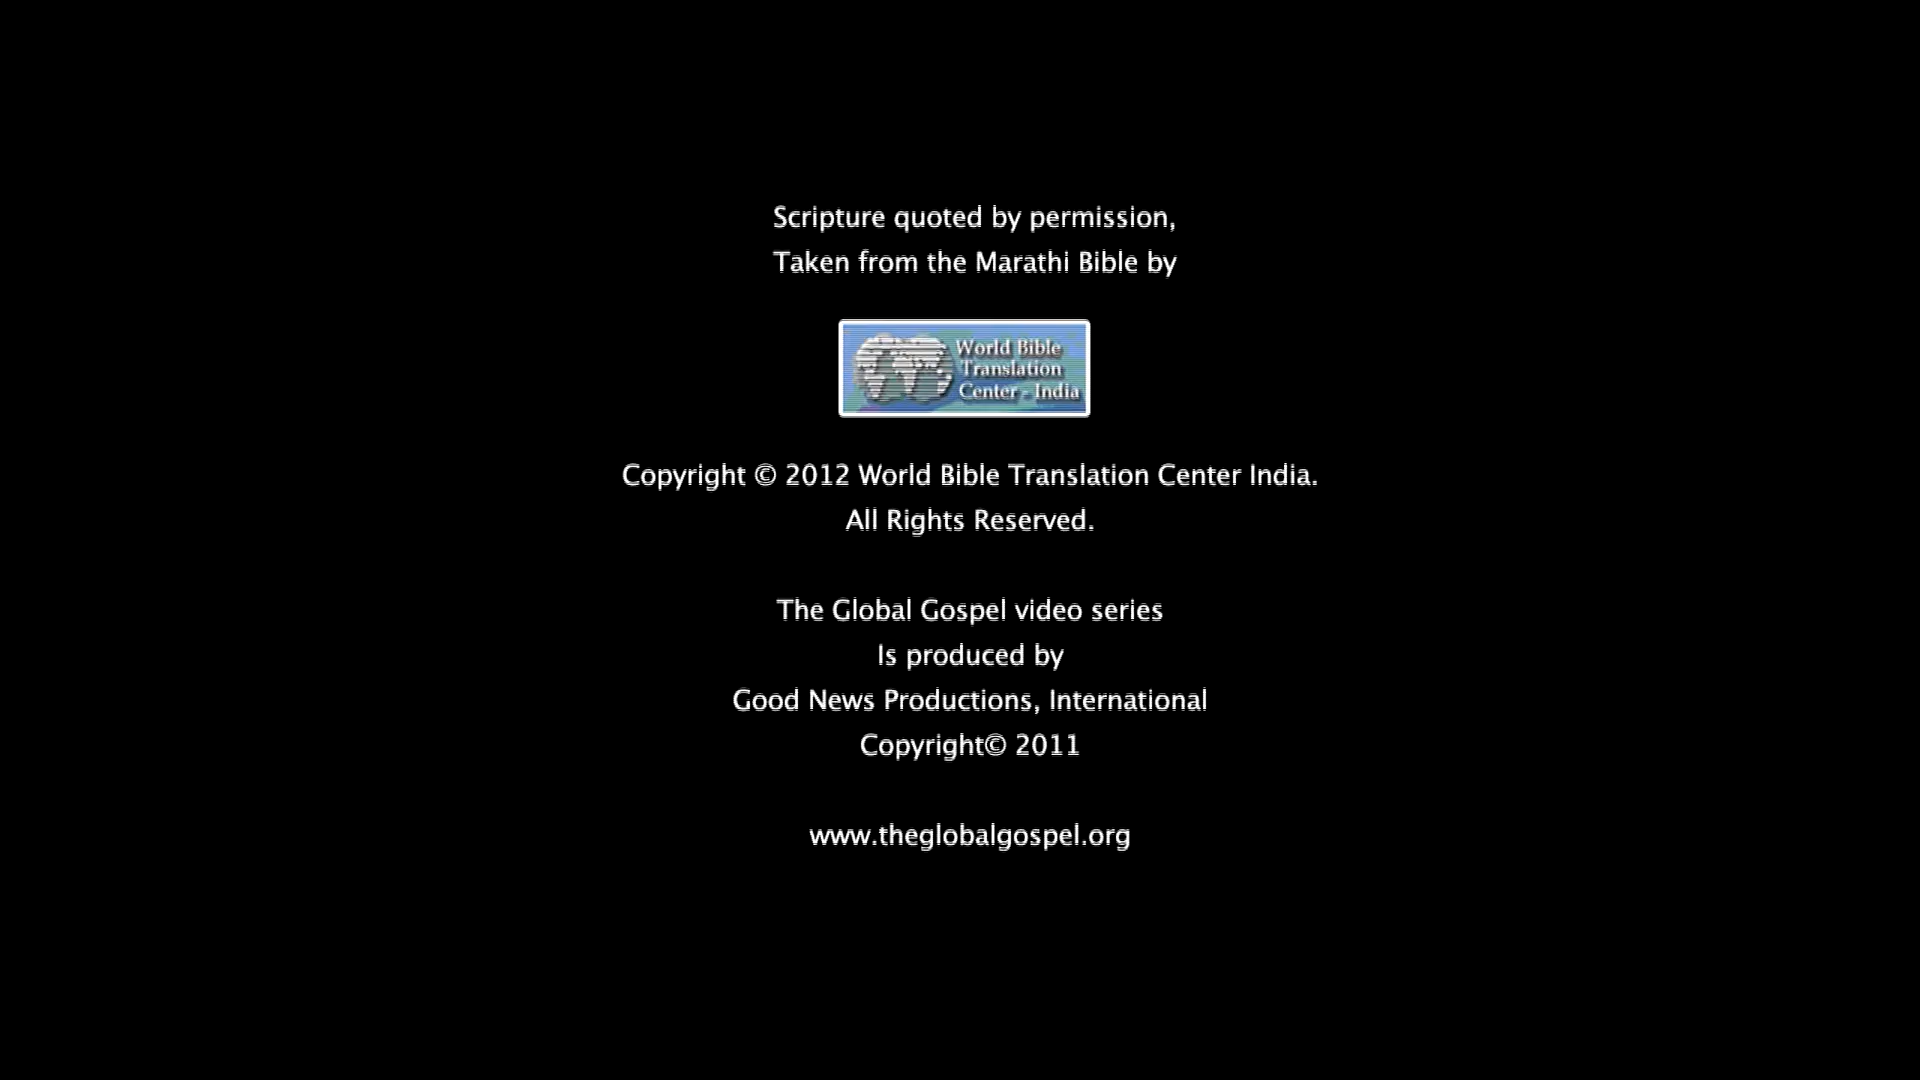 Scripture quoted by permission,
Taken from the Marathi Bible by
World Bible
Translation
Center - India
Copyright © 2012 World Bible Translation Center India.
All Rights Reserved.
The Global Gospel video series
Is produced by
Good News Productions, International
Copyright© 2011
www.theglobalgospel.org